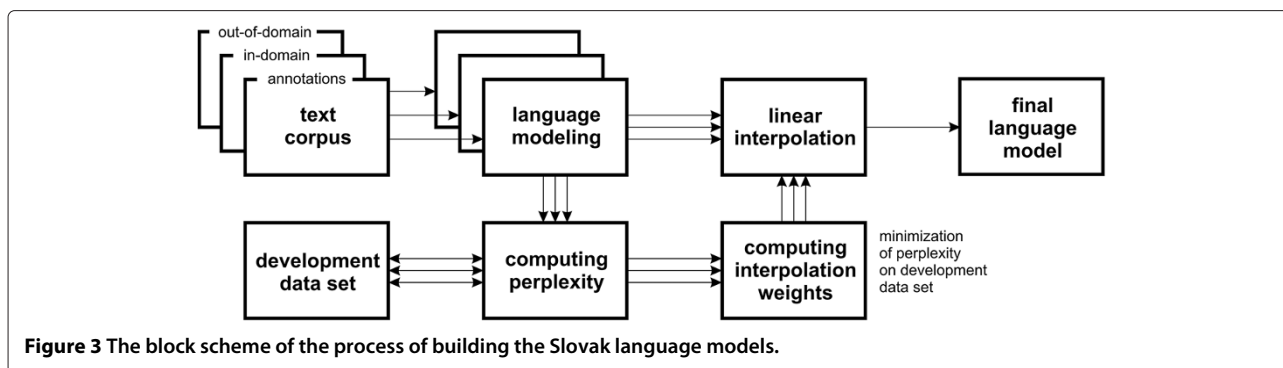 out-of-domain
in-domain
annotations
text
corpus
language
modeling
linear
interpolation
final
language
model
development
data set
computing
perplexity
computing
interpolation
weights
minimization
of perplexity
on development
data set
Figure 3 The block scheme of the process of building the Slovak language models.